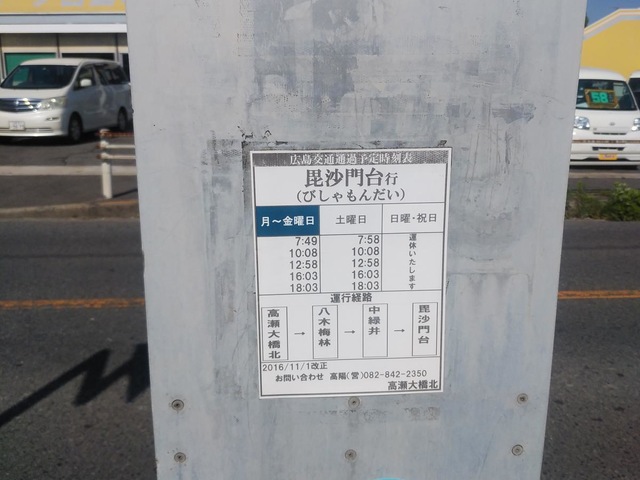 広島交通通過予定時刻表
毘沙門台行
(びしゃもんだい)
月～金曜日 土曜日 日曜・祝日
7:49 7:58 運休いたします
10:08 10:08
12:58 12:58
16:03 16:03
18:03 18:03
運行経路
高瀬大橋北 → 八木梅林 → 中緑井 → 毘沙門台
2016/11/1改正
お問い合わせ 高陽(営)082-842-2350
高瀬大橋北
58